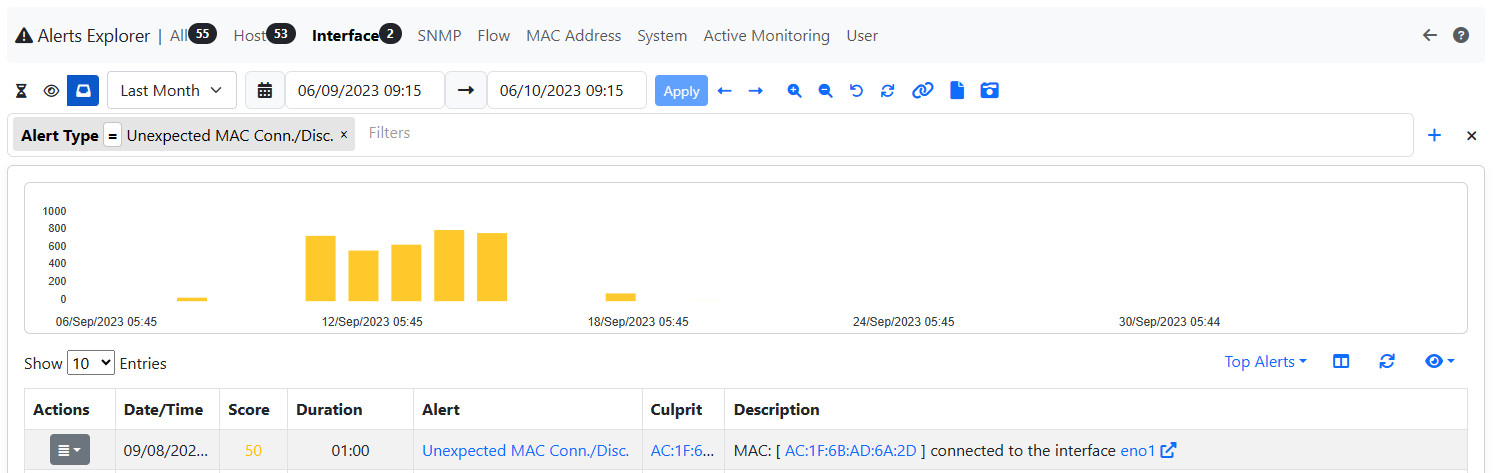 Alerts Explorer | All 55 Host 53 Interface 2 SNMP Flow MAC Address System Active Monitoring User
Last Month 06/09/2023 09:15 06/10/2023 09:15 Apply
Alert Type = Unexpected MAC Conn./Disc. × Filters
1000
800
600
400
200
0
06/Sep/2023 05:45 12/Sep/2023 05:45 18/Sep/2023 05:45 24/Sep/2023 05:45 30/Sep/2023 05:44
Show 10 Entries Top Alerts
Actions Date/Time Score Duration Alert Culprit Description
09/08/202... 50 01:00 Unexpected MAC Conn./Disc. AC:1F:6... MAC: [ AC:1F:6B:AD:6A:2D ] connected to the interface eno1